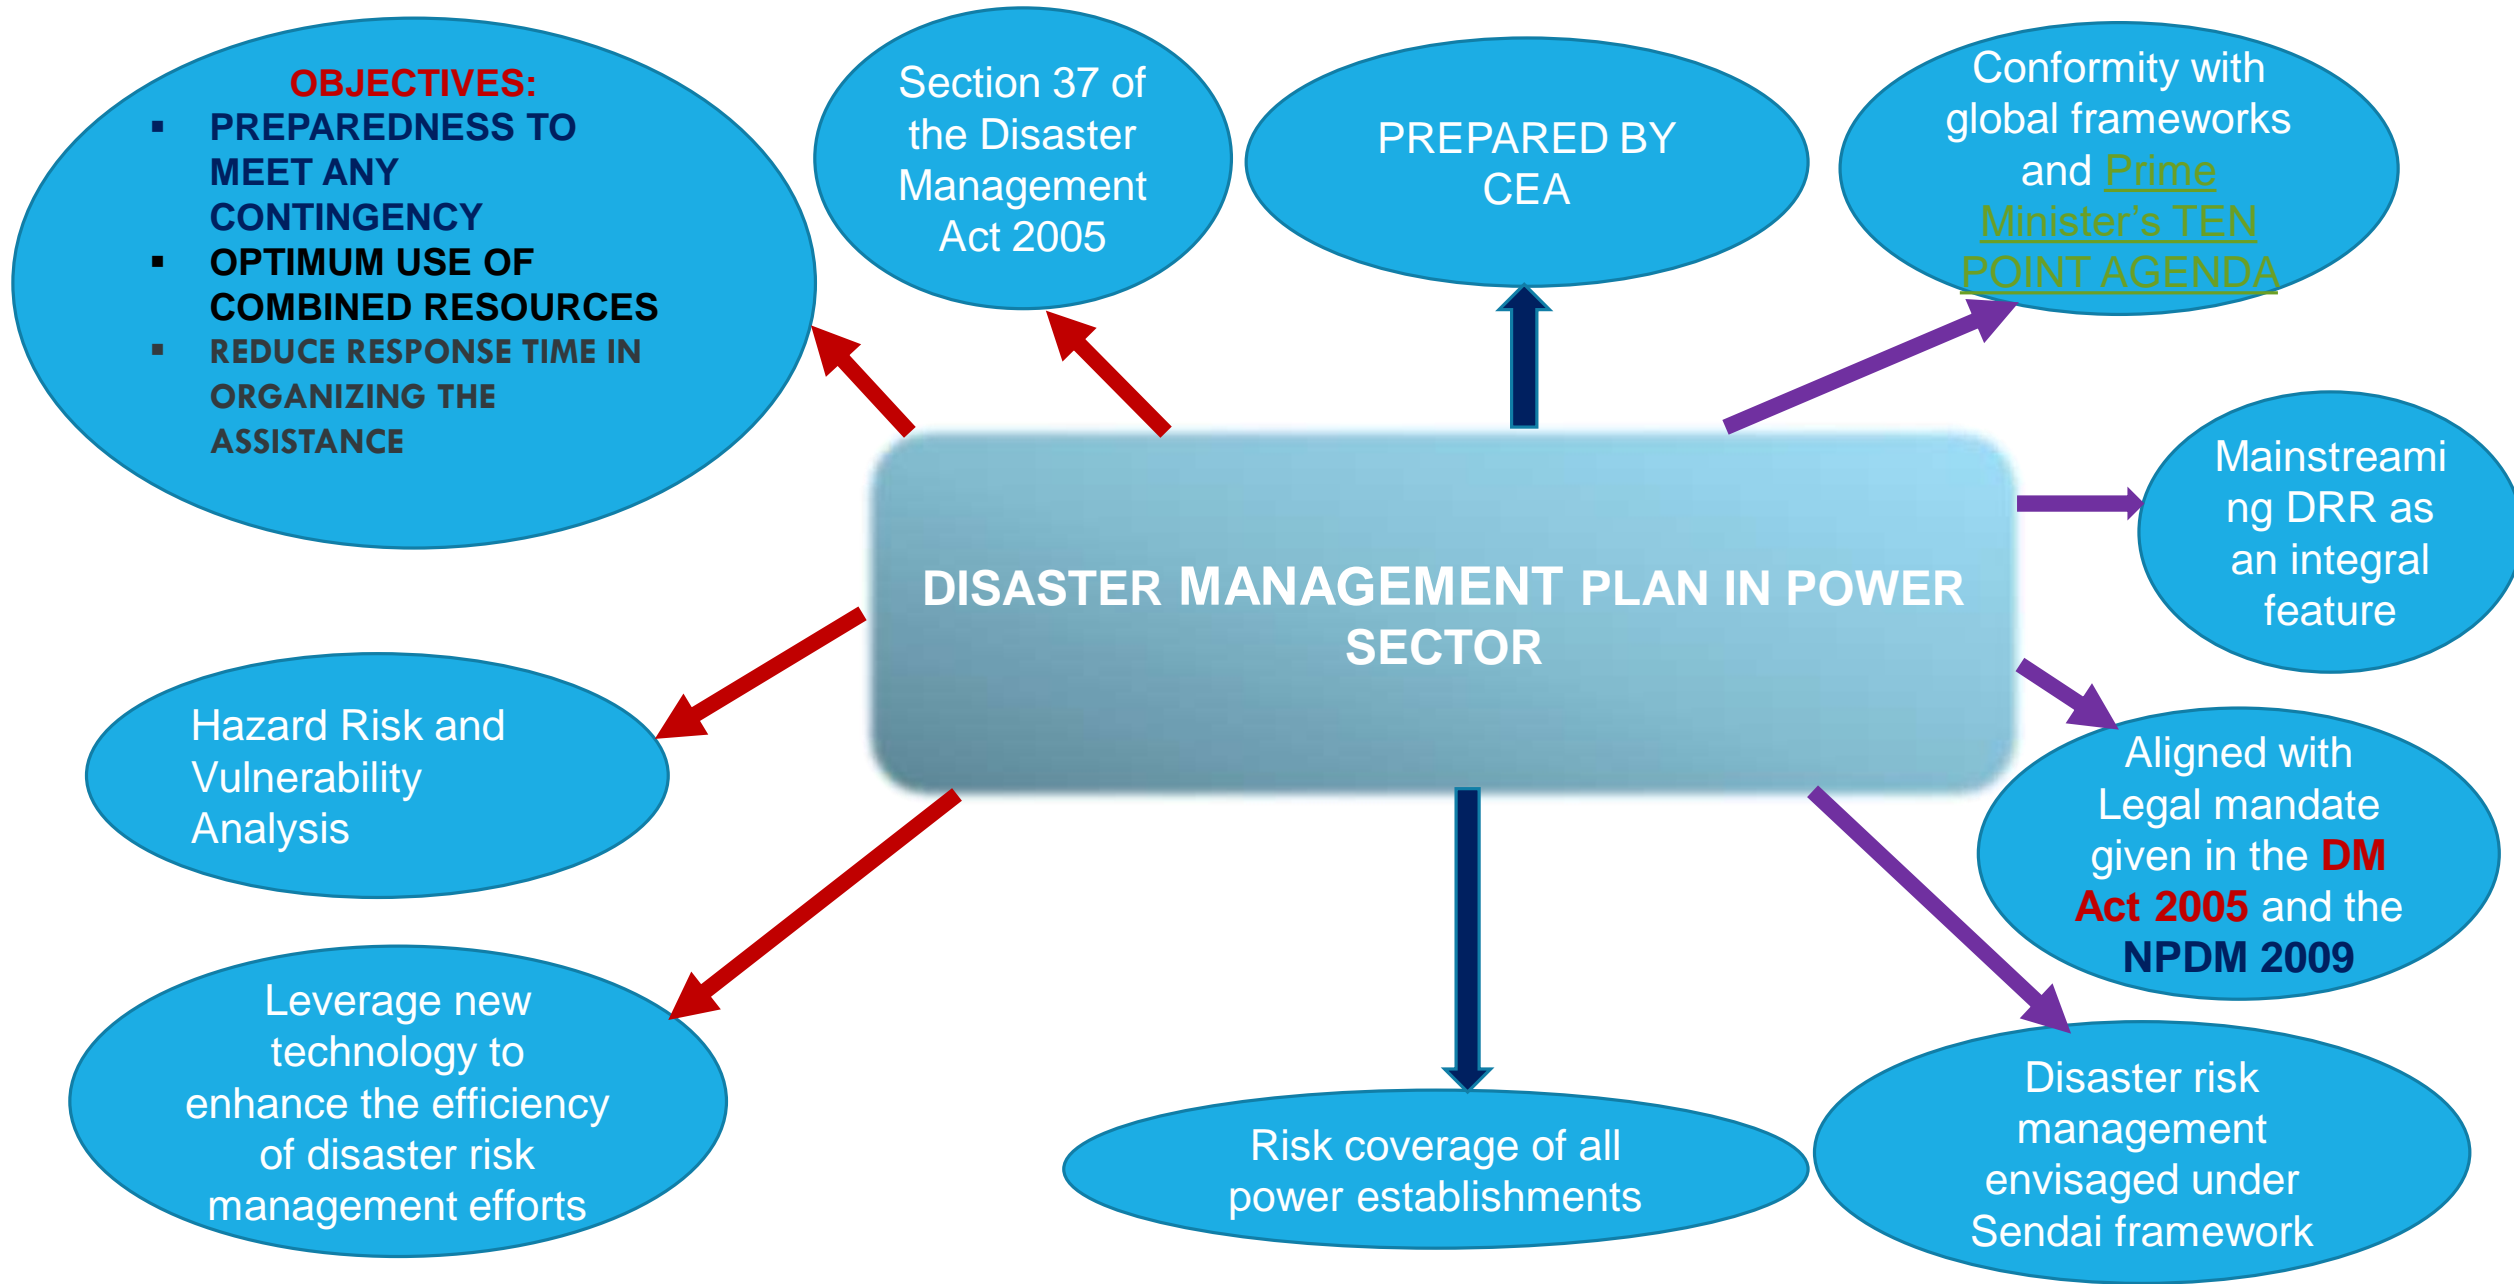 OBJECTIVES:
▪ PREPAREDNESS TO
MEET ANY
CONTINGENCY
▪ OPTIMUM USE OF
COMBINED RESOURCES
▪ REDUCE RESPONSE TIME IN
ORGANIZING THE
ASSISTANCE
Section 37 of
the Disaster
Management
Act 2005
PREPARED BY
CEA
Conformity with
global frameworks
and Prime
Minister’s TEN
POINT AGENDA
Mainstreami
ng DRR as
an integral
feature
DISASTER MANAGEMENT PLAN IN POWER
SECTOR
Hazard Risk and
Vulnerability
Analysis
Aligned with
Legal mandate
given in the DM
Act 2005 and the
NPDM 2009
Leverage new
technology to
enhance the efficiency
of disaster risk
management efforts
Risk coverage of all
power establishments
Disaster risk
management
envisaged under
Sendai framework